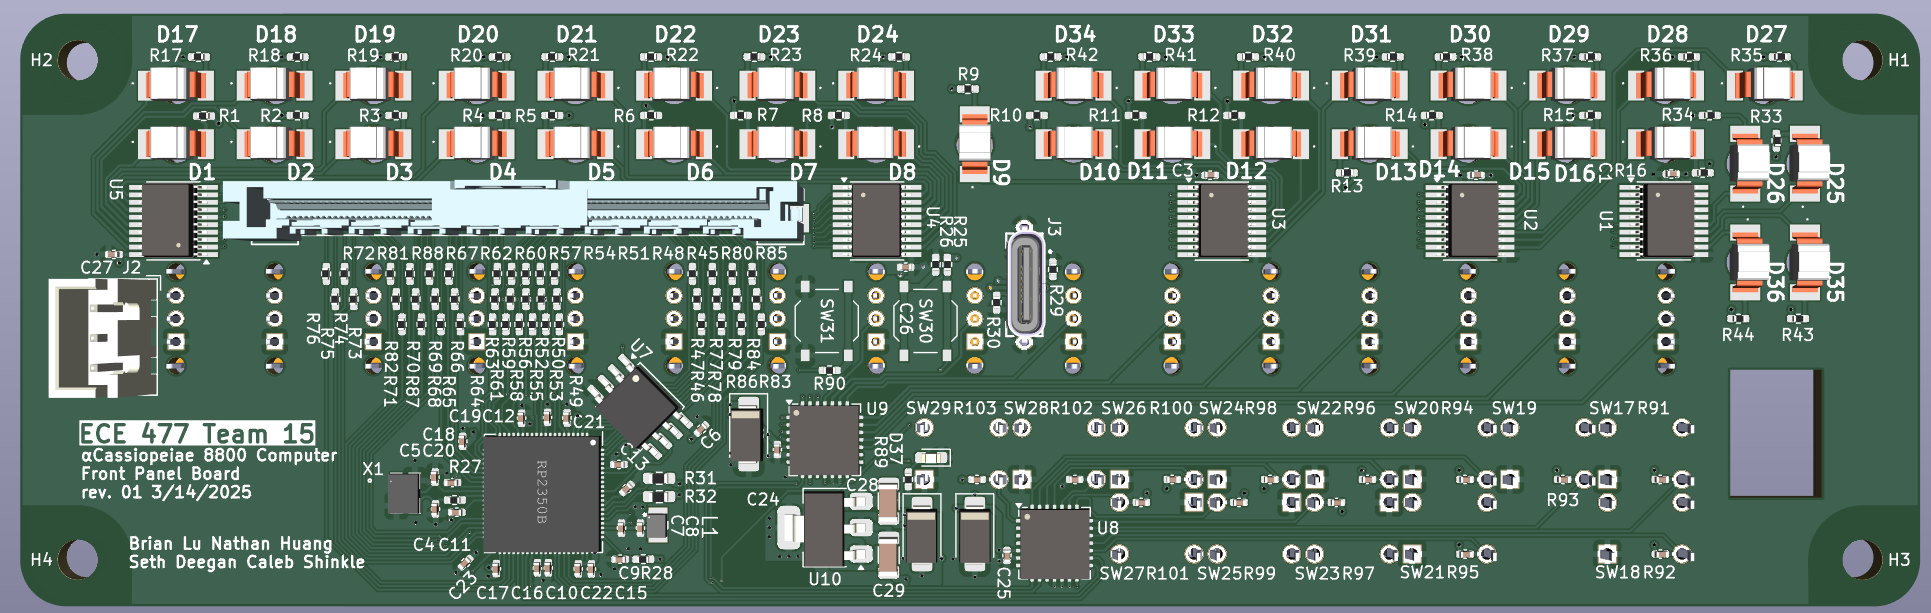 D17 D18 D19 D20 D21 D22 D23 D24 D34 D33 D32 D31 D30 D29 D28 D27
R17 R18 R19 R20 R21 R22 R23 R24 R42 R41 R40 R39 R38 R37 R36 R35
H2 H1
R9
R1 R2 R3 R4 R5 R6 R7 R8 R10 R11 R12 R14 R15 R34 R33
D1 D2 D3 D4 D5 D6 D7 D8 D9 D10 D11 C3 D12 R13 D13 D14 D15 D16 C1 R16 D26 D25
U5 U4 R26 R25 J3 U3 U2 U1
C27 J2
R72 R81 R88 R67 R62 R60 R57 R54 R51 R48 R45 R80 R85
D36 D35
R29
SW31 C26 SW30 R30
R76 R75 R74 R73
R44 R43
R82 R71 R70 R87 R69 R68 R66 R65 R64 R63 R61 R59 R58 R56 R55 R52 R50 R53 R49 U7 R47 R46 R77 R78 R79 R84
R86 R83 R90
C19 C12 C21 C6 U9 SW29 R103 SW28 R102 SW26 R100 SW24 R98 SW22 R96 SW20 R94 SW19 SW17 R91
ECE 477 Team 15
αCassiopeiae 8800 Computer
Front Panel Board
rev. 01 3/14/2025
C18
C5 C20
X1 R27
C13
RP2350B
R31
R32
R89 D37
C28
C24
C7 C8 L1
R93
U8
Brian Lu Nathan Huang
Seth Deegan Caleb Shinkle
H4 H3
C4 C11
C23
C9 R28
U10
C29
C25
SW27 R101 SW25 R99 SW23 R97 SW21 R95 SW18 R92
C17 C16 C10 C22 C15